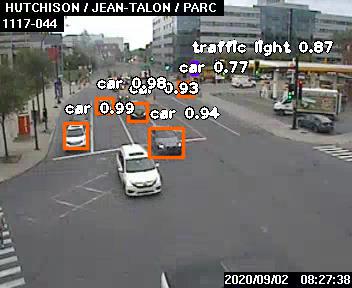 HUTCHISON / JEAN-TALON / PARC
1117-044
traffic light 0.87
car 0.77
car 0.98
car 0.93
car 0.99
car 0.94
2020/09/02 08:27:38